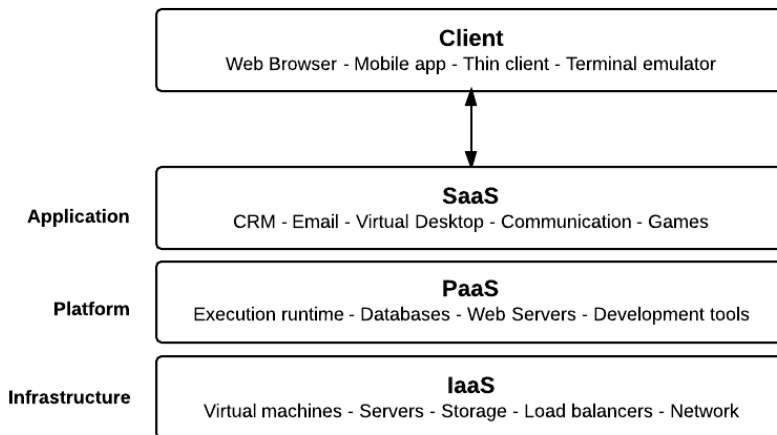 Client
Web Browser - Mobile app - Thin client - Terminal emulator
Application
SaaS
CRM - Email - Virtual Desktop - Communication - Games
Platform
PaaS
Execution runtime - Databases - Web Servers - Development tools
Infrastructure
IaaS
Virtual machines - Servers - Storage - Load balancers - Network